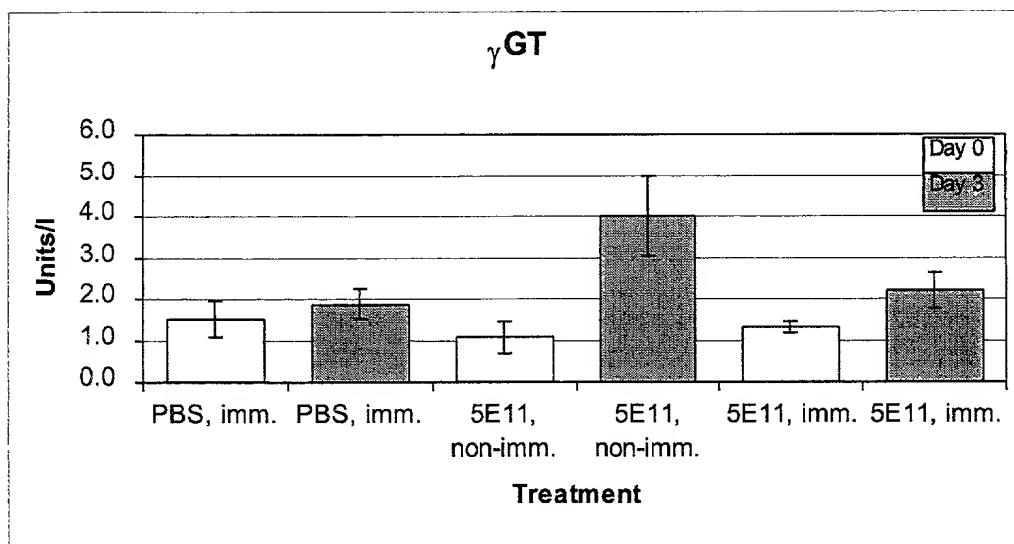 γGT
6.0
5.0
4.0
3.0
2.0
1.0
0.0
Units/l
Day 0
Day 3
PBS, imm.
PBS, imm.
5E11,
non-imm.
5E11,
non-imm.
5E11, imm.
5E11, imm.
Treatment